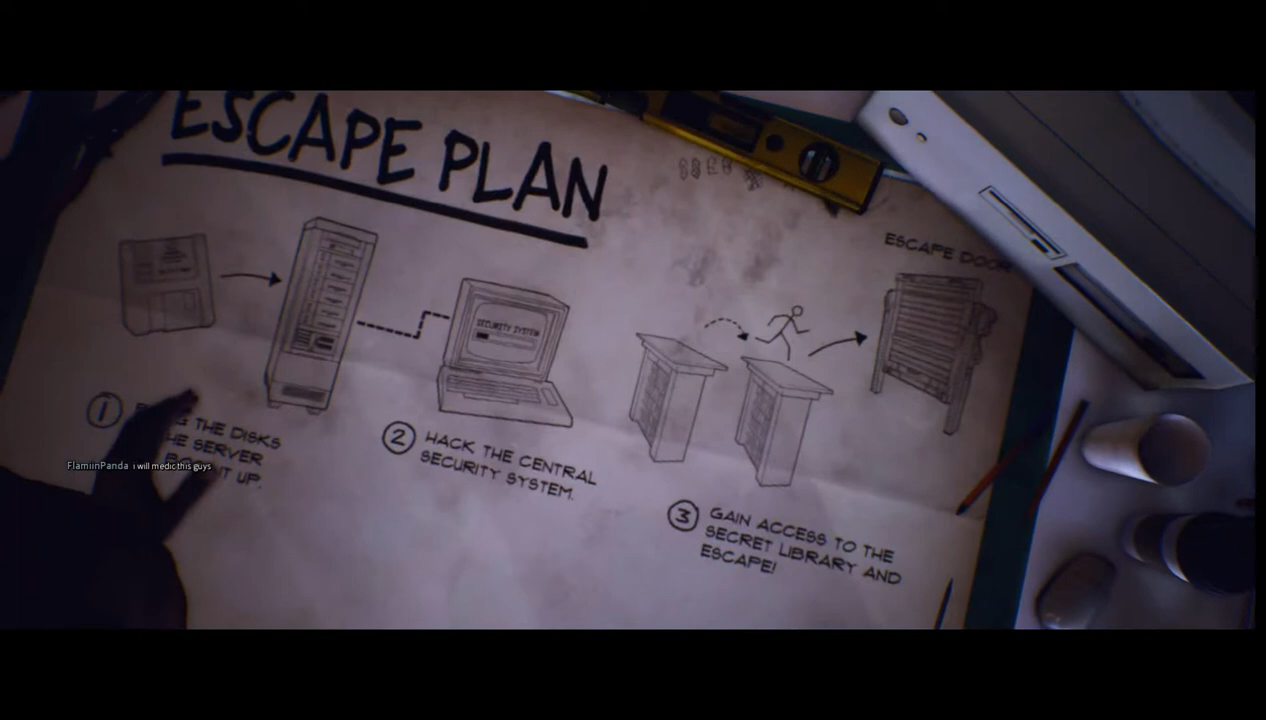 ESCAPE PLAN
ESCAPE DOOR
SECURITY SYSTEM
1
THE DISKS
SERVER
IT UP.
FlamiinPanda i will medic this guys
2
HACK THE CENTRAL
SECURITY SYSTEM.
3
GAIN ACCESS TO THE
SECRET LIBRARY AND
ESCAPE!